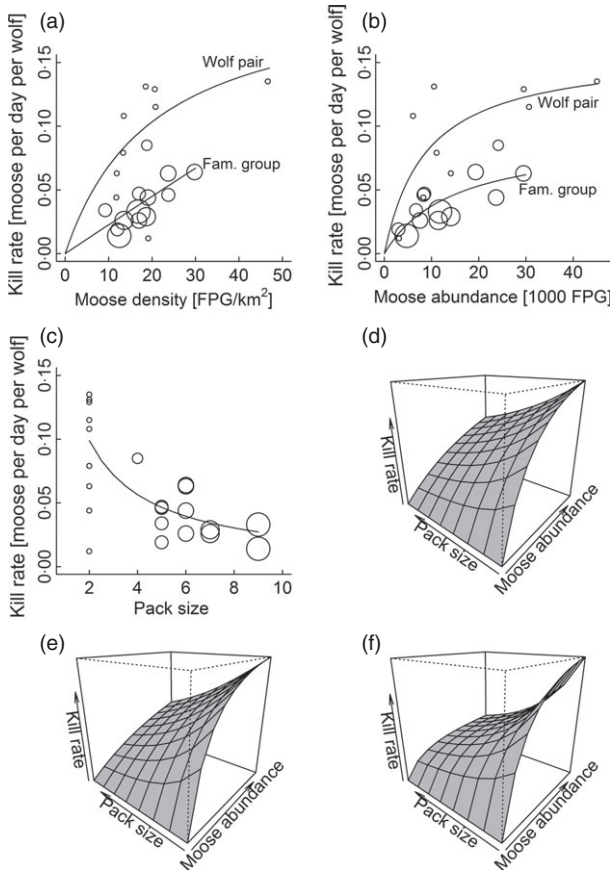 (a)
Kill rate [moose per day per wolf]
0·15
0·10
0·05
0·00
Wolf pair
Fam. group
0 10 20 30 40 50
Moose density [FPG/km²]
(b)
Kill rate [moose per day per wolf]
0·15
0·10
0·05
0·00
Wolf pair
Fam. group
0 10 20 30 40
Moose abundance [1000 FPG]
(c)
Kill rate [moose per day per wolf]
0·15
0·10
0·05
0·00
2 4 6 8 10
Pack size
(d)
Kill rate
Pack size
Moose abundance
(e)
Kill rate
Pack size
Moose abundance
(f)
Kill rate
Pack size
Moose abundance